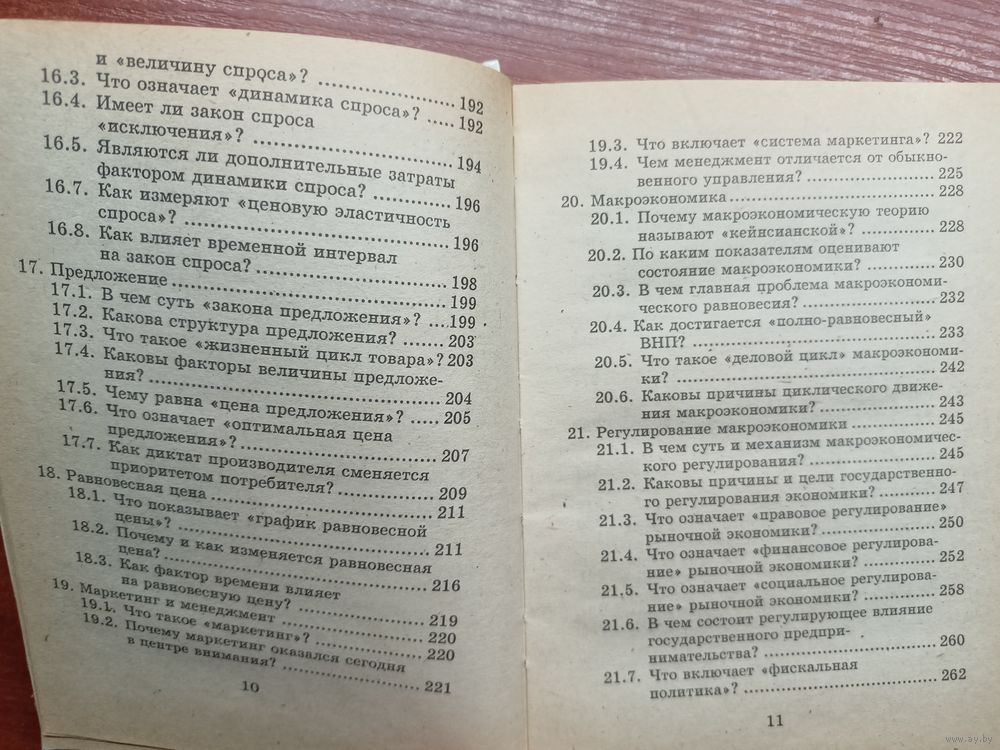 и «величину спроса»? ..... 192
16.3. Что означает «динамика спроса»? ..... 192
16.4. Имеет ли закон спроса
«исключения»? ..... 194
16.5. Являются ли дополнительные затраты
фактором динамики спроса? ..... 196
16.7. Как измеряют «ценовую эластичность
спроса»? ..... 196
16.8. Как влияет временной интервал
на закон спроса? ..... 198
17. Предложение ..... 199
17.1. В чем суть «закона предложения»? ....199
17.2. Какова структура предложения? ..... 203
17.3. Что такое «жизненный цикл товара»? 203
17.4. Каковы факторы величины предложе-
ния? ..... 204
17.5. Чему равна «цена предложения»? ..... 205
17.6. Что означает «оптимальная цена
предложения»? ..... 207
17.7. Как диктат производителя сменяется
приоритетом потребителя? ..... 209
18. Равновесная цена ..... 211
18.1. Что показывает «график равновесной
цены»? ..... 211
18.2. Почему и как изменяется равновесная
цена? ..... 216
18.3. Как фактор времени влияет
на равновесную цену? ..... 219
19. Маркетинг и менеджмент ..... 220
19.1. Что такое «маркетинг»? ..... 220
19.2. Почему маркетинг оказался сегодня
в центре внимания? ..... 221
10
19.3. Что включает «система маркетинга»? 222
19.4. Чем менеджмент отличается от обыкно-
венного управления? ..... 225
20. Макроэкономика ..... 228
20.1. Почему макроэкономическую теорию
называют «кейнсианской»? ..... 228
20.2. По каким показателям оценивают
состояние макроэкономики? ..... 230
20.3. В чем главная проблема макроэкономи-
ческого равновесия? ..... 232
20.4. Как достигается «полно-равновесный»
ВНП? ..... 233
20.5. Что такое «деловой цикл» макроэкономи-
ки? ..... 242
20.6. Каковы причины циклического движе-
ния макроэкономики? ..... 243
21. Регулирование макроэкономики ..... 245
21.1. В чем суть и механизм макроэкономичес-
кого регулирования? ..... 245
21.2. Каковы причины и цели государственно-
го регулирования экономики? ..... 247
21.3. Что означает «правовое регулирование»
рыночной экономики? ..... 250
21.4. Что означает «финансовое регулирова-
ние» рыночной экономики? ..... 252
21.5. Что означает «социальное регулирова-
ние» рыночной экономики? ..... 258
21.6. В чем состоит регулирующее влияние
государственного предпри-
нимательства? ..... 260
21.7. Что включает «фискальная
политика»? ..... 262
11
www.ay.by